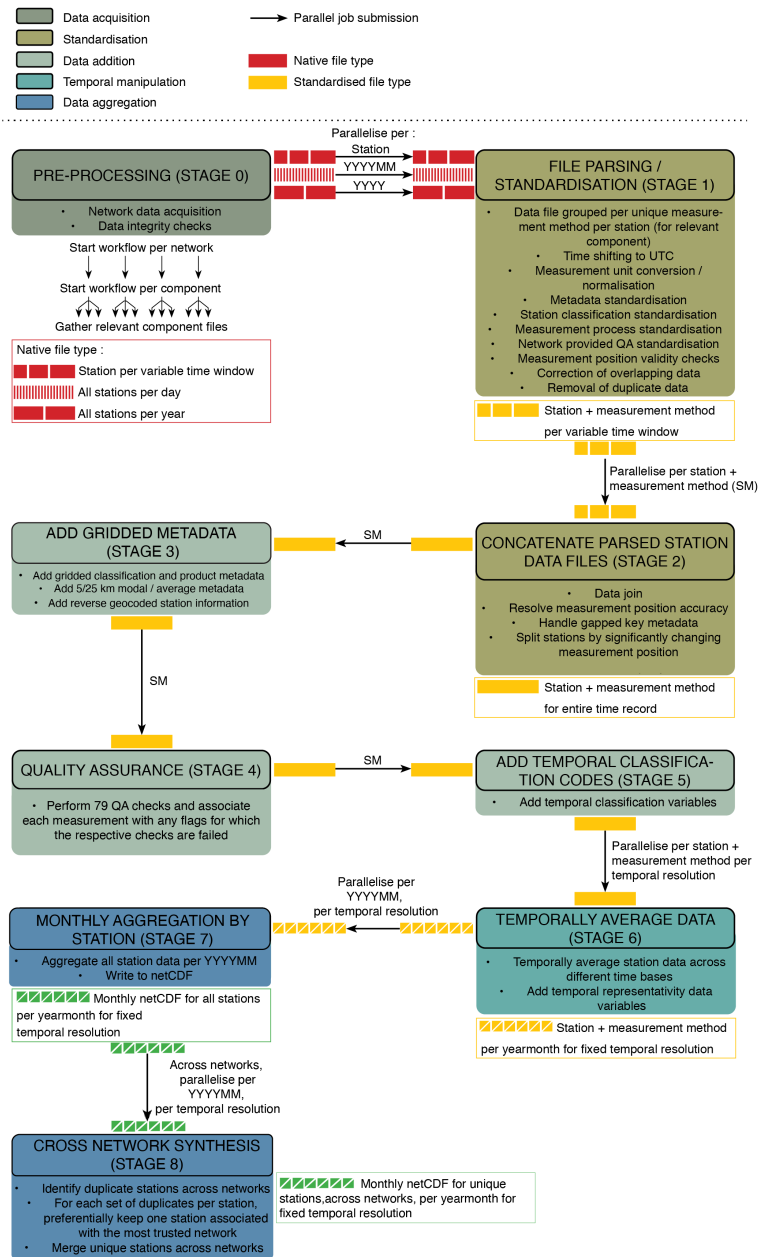 Data acquisition
Standardisation
Data addition
Temporal manipulation
Data aggregation
Parallel job submission
Native file type
Standardised file type
Parallelise per :
Station
YYYYMM
YYYY
PRE-PROCESSING (STAGE 0)
• Network data acquisition
• Data integrity checks
Start workflow per network
Start workflow per component
Gather relevant component files
Native file type :
Station per variable time window
All stations per day
All stations per year
FILE PARSING /
STANDARDISATION (STAGE 1)
• Data file grouped per unique measure-
ment method per station (for relevant
component)
• Time shifting to UTC
• Measurement unit conversion /
normalisation
• Metadata standardisation
• Station classification standardisation
• Measurement process standardisation
• Network provided QA standardisation
• Measurement position validity checks
• Correction of overlapping data
• Removal of duplicate data
Station + measurement method
per variable time window
Parallelise per station +
measurement method (SM)
CONCATENATE PARSED STATION
DATA FILES (STAGE 2)
• Data join
• Resolve measurement position accuracy
• Handle gapped key metadata
• Split stations by significantly changing
measurement position
Station + measurement method
for entire time record
SM
ADD GRIDDED METADATA
(STAGE 3)
• Add gridded classification and product metadata
• Add 5/25 km modal / average metadata
• Add reverse geocoded station information
SM
QUALITY ASSURANCE (STAGE 4)
• Perform 79 QA checks and associate
each measurement with any flags for which
the respective checks are failed
SM
ADD TEMPORAL CLASSIFICA-
TION CODES (STAGE 5)
• Add temporal classification variables
Parallelise per station +
measurement method per
temporal resolution
TEMPORALLY AVERAGE DATA
(STAGE 6)
• Temporally average station data across
different time bases
• Add temporal representativity data
variables
Station + measurement method
per yearmonth for fixed temporal resolution
Parallelise per
YYYYMM,
per temporal resolution
MONTHLY AGGREGATION BY
STATION (STAGE 7)
• Aggregate all station data per YYYYMM
• Write to netCDF
Monthly netCDF for all stations
per yearmonth for fixed
temporal resolution
Across networks,
parallelise per
YYYYMM,
per temporal resolution
CROSS NETWORK SYNTHESIS
(STAGE 8)
• Identify duplicate stations across networks
• For each set of duplicates per station,
preferentially keep one station associated
with the most trusted network
• Merge unique stations across networks
Monthly netCDF for unique
stations,across networks, per yearmonth for
fixed temporal resolution